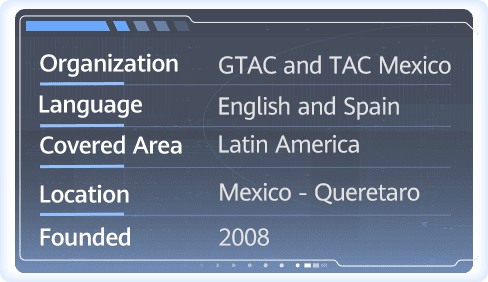 Organization GTAC and TAC Mexico
Language English and Spain
Covered Area Latin America
Location Mexico - Queretaro
Founded 2008